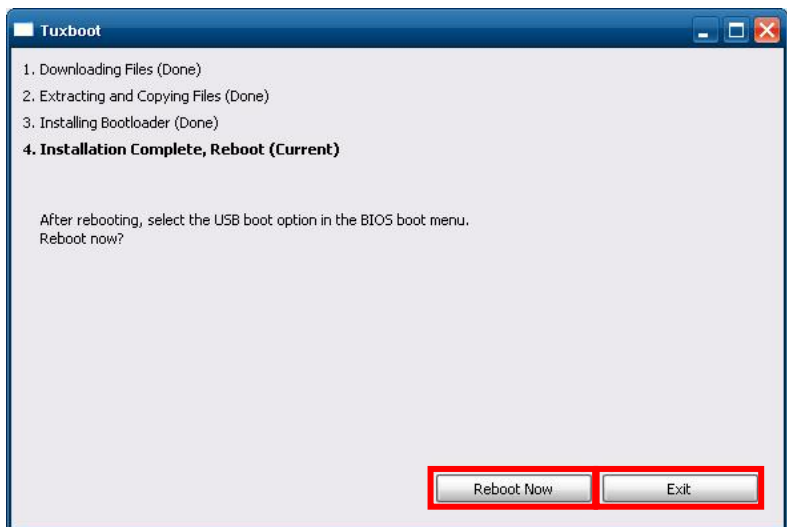 Tuxboot
1. Downloading Files (Done)
2. Extracting and Copying Files (Done)
3. Installing Bootloader (Done)
4. Installation Complete, Reboot (Current)
After rebooting, select the USB boot option in the BIOS boot menu.
Reboot now?
Reboot Now
Exit